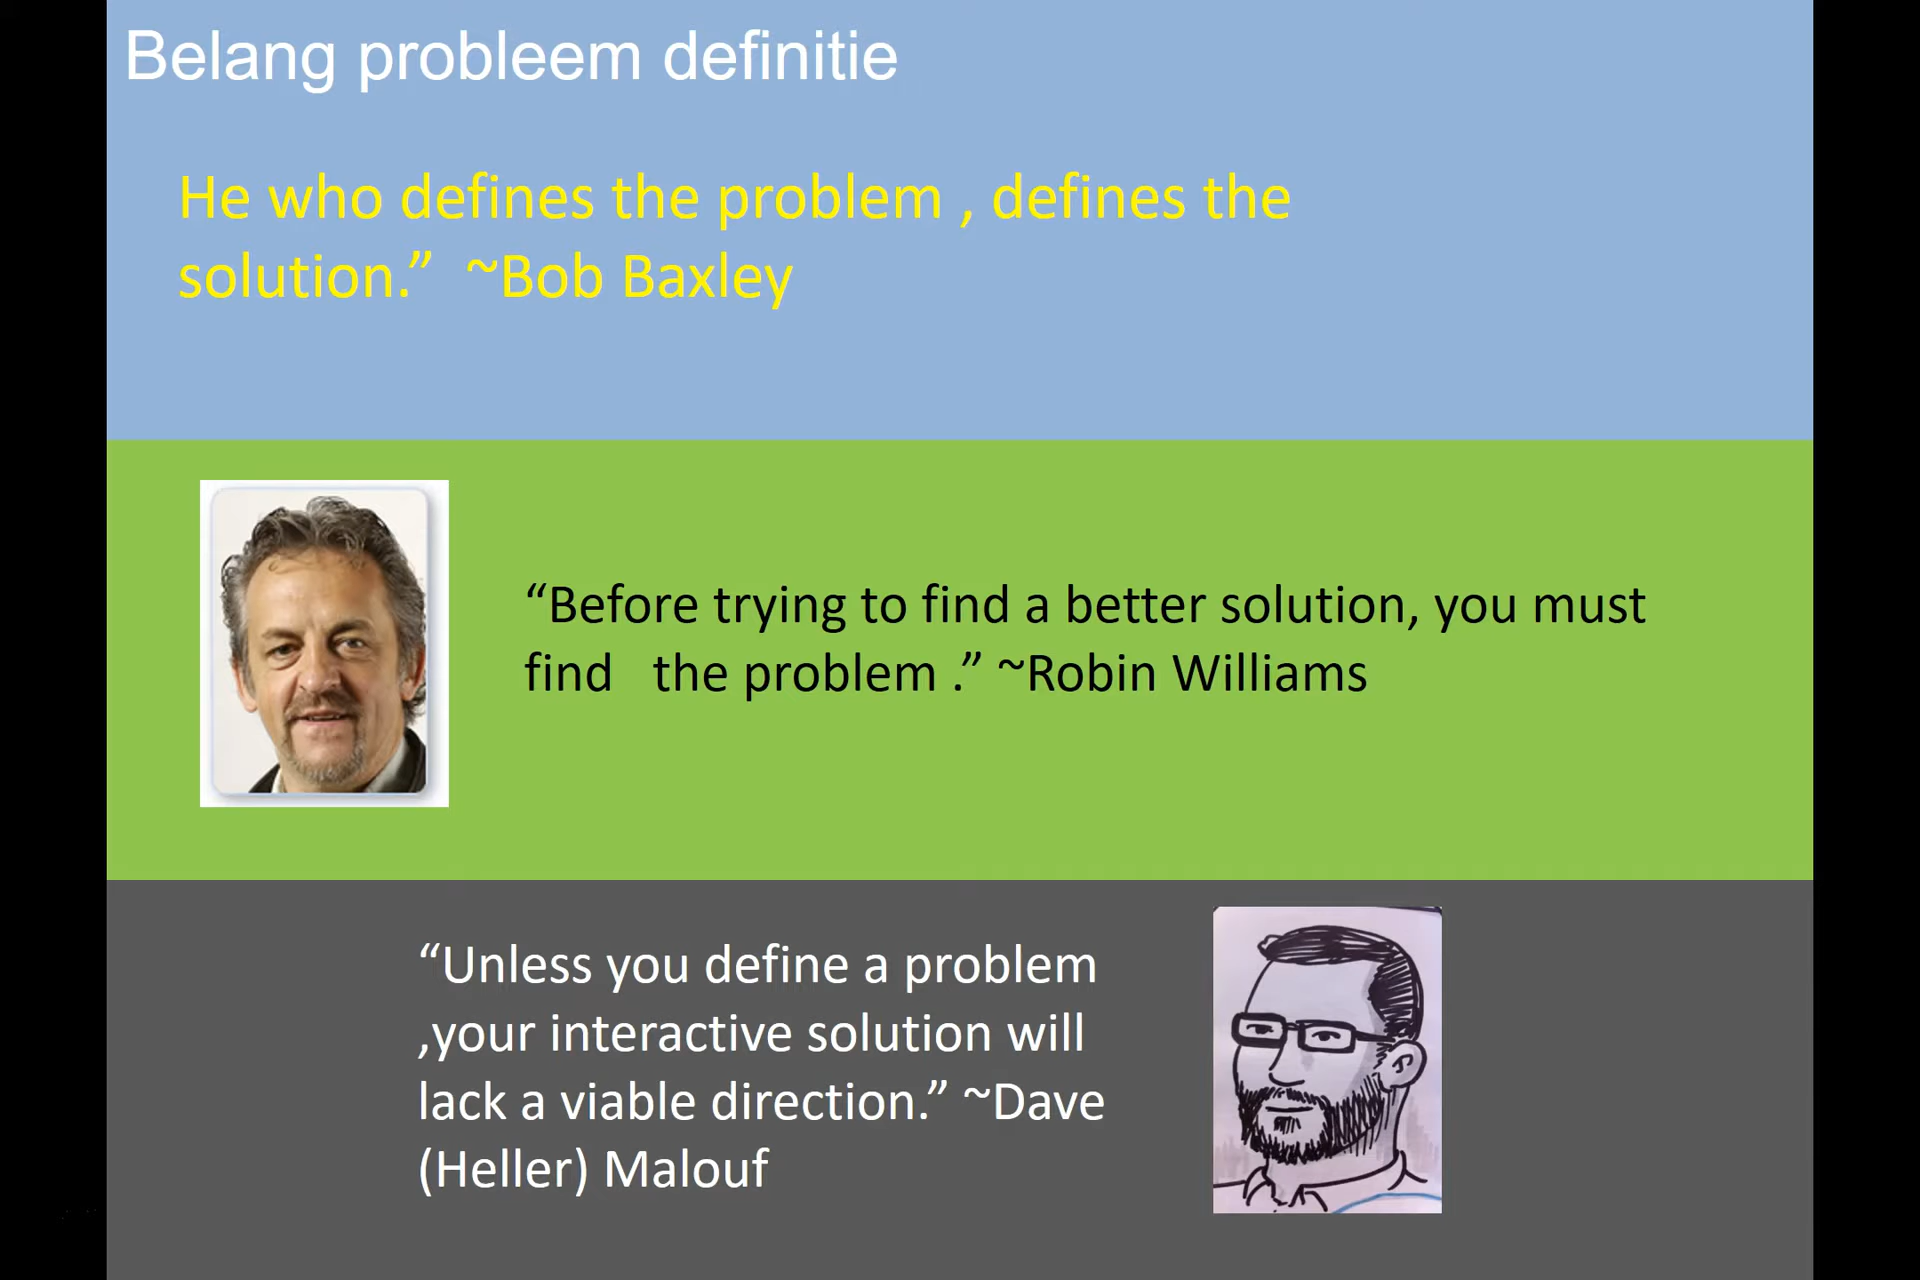 Belang probleem definitie
He who defines the problem , defines the
solution.”  ~Bob Baxley
“Before trying to find a better solution, you must
find   the problem .” ~Robin Williams
“Unless you define a problem
,your interactive solution will
lack a viable direction.” ~Dave
(Heller) Malouf